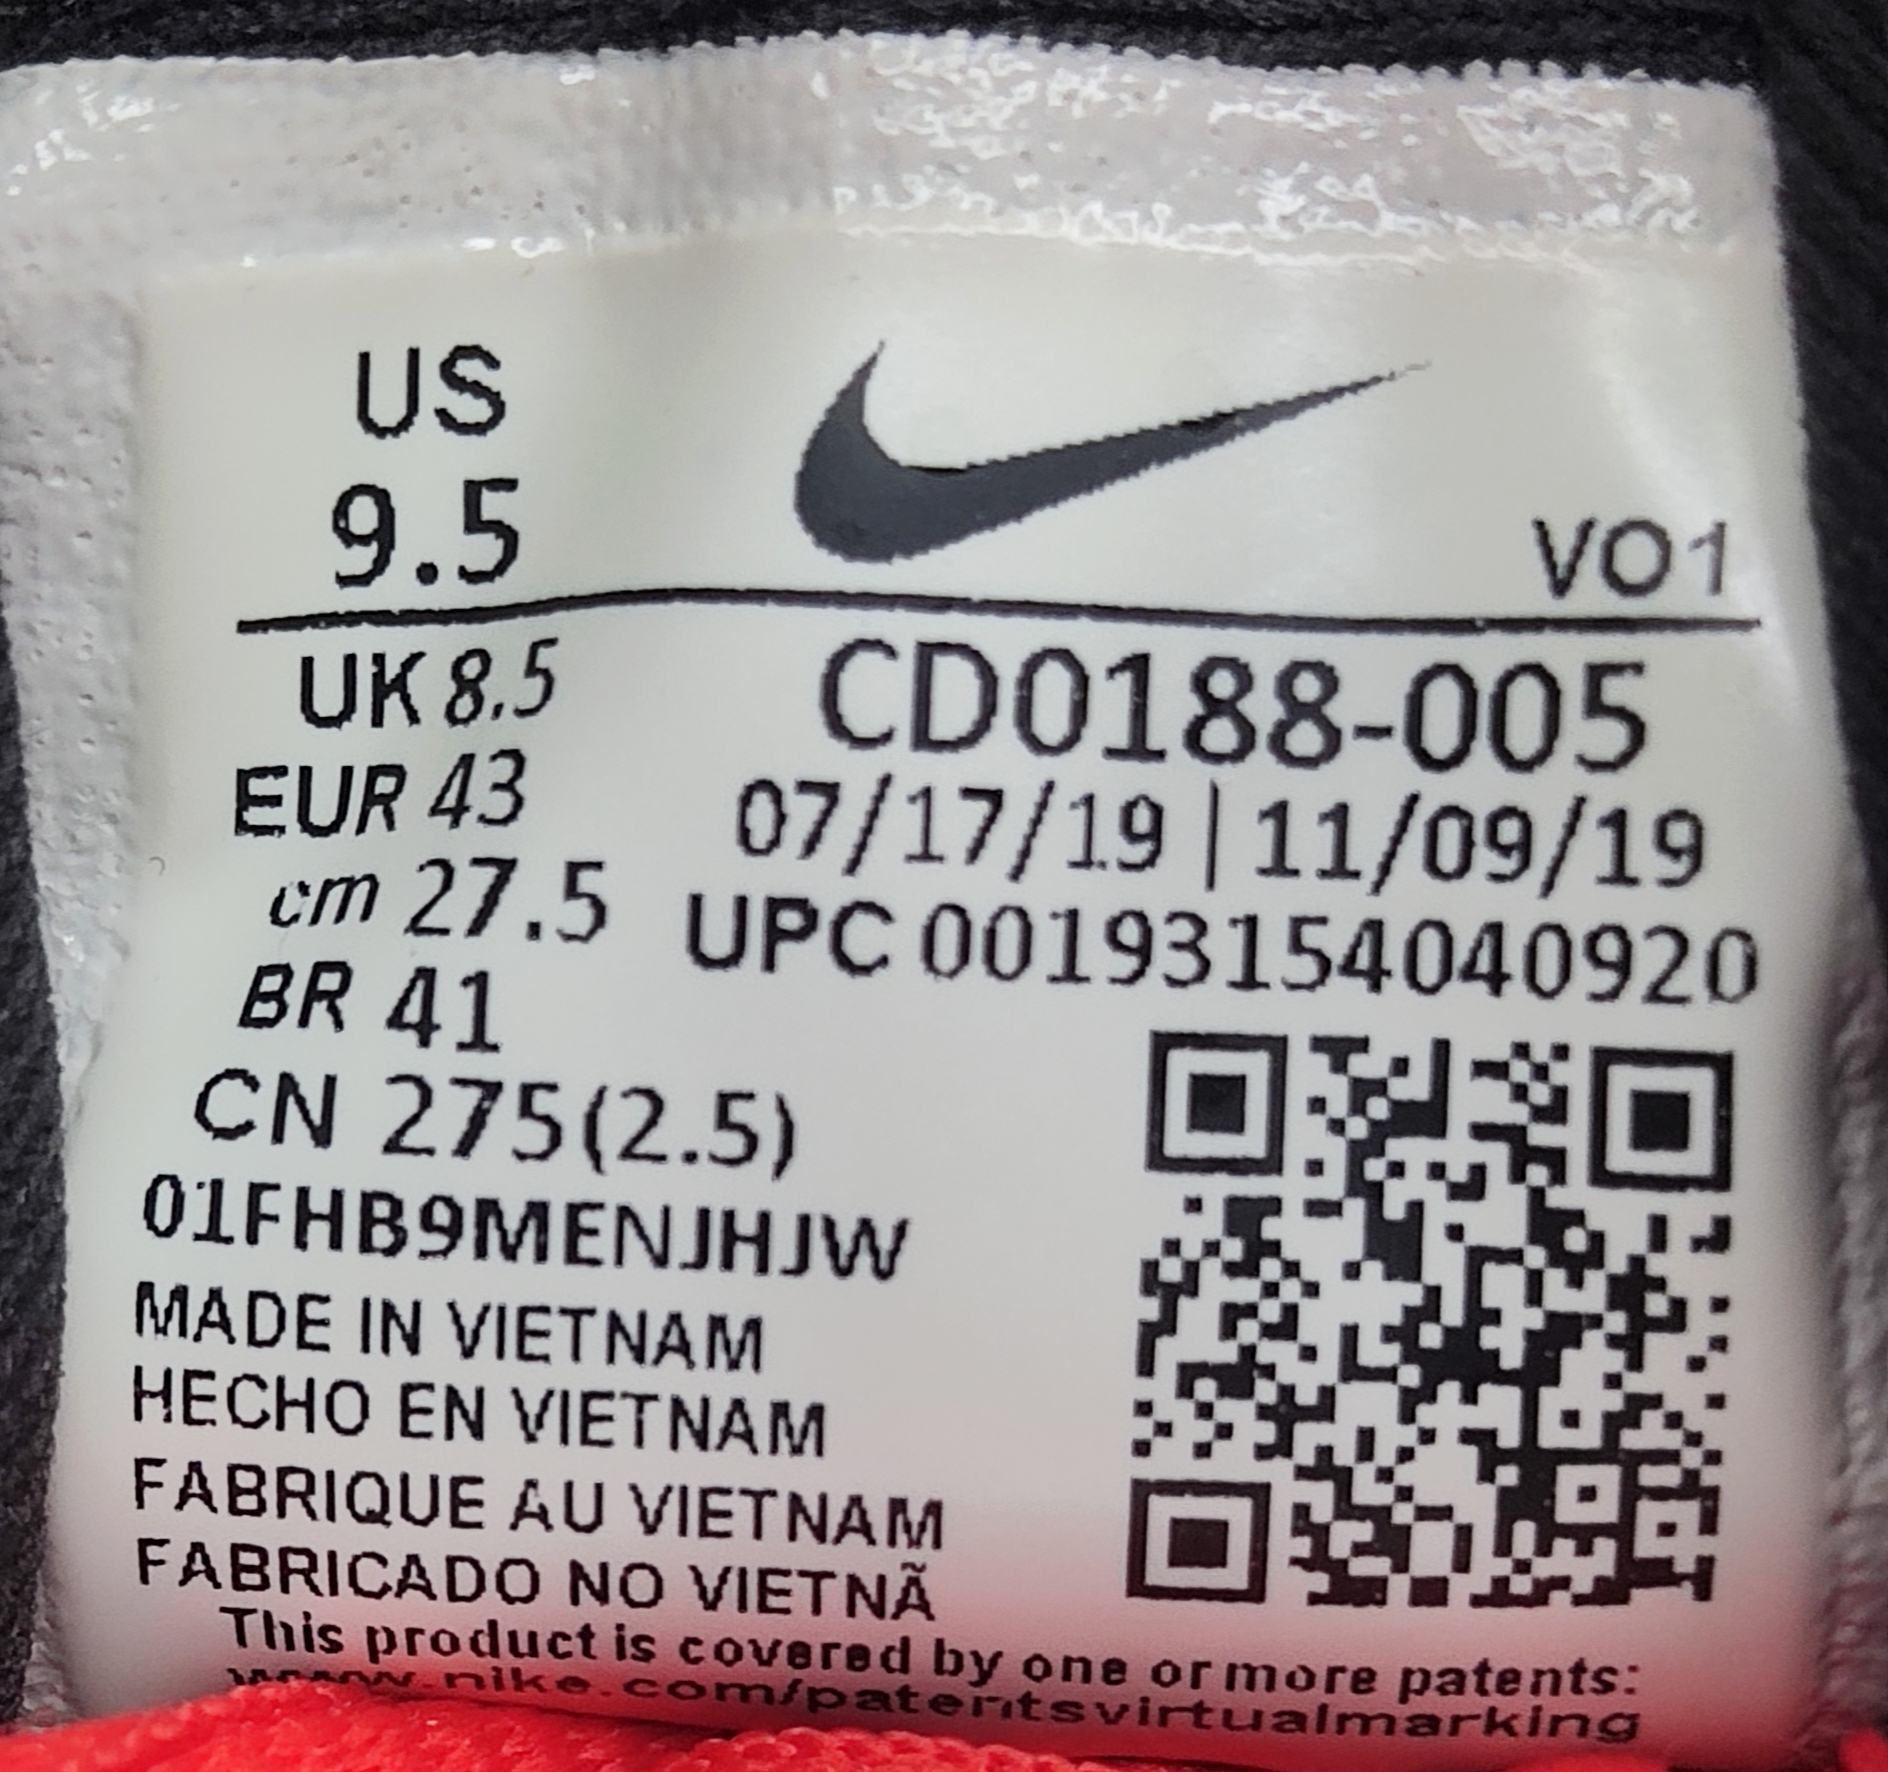 US
9.5
VO1
UK 8.5
EUR 43
cm 27.5
BR 41
CN 275(2.5)
CD0188-005
07/17/19 | 11/09/19
UPC 00193154040920
01FHB9MENJHJW
MADE IN VIETNAM
HECHO EN VIETNAM
FABRIQUE AU VIETNAM
FABRICADO NO VIETNÃ
This product is covered by one or more patents:
www.nike.com/patentsvirtualmarking